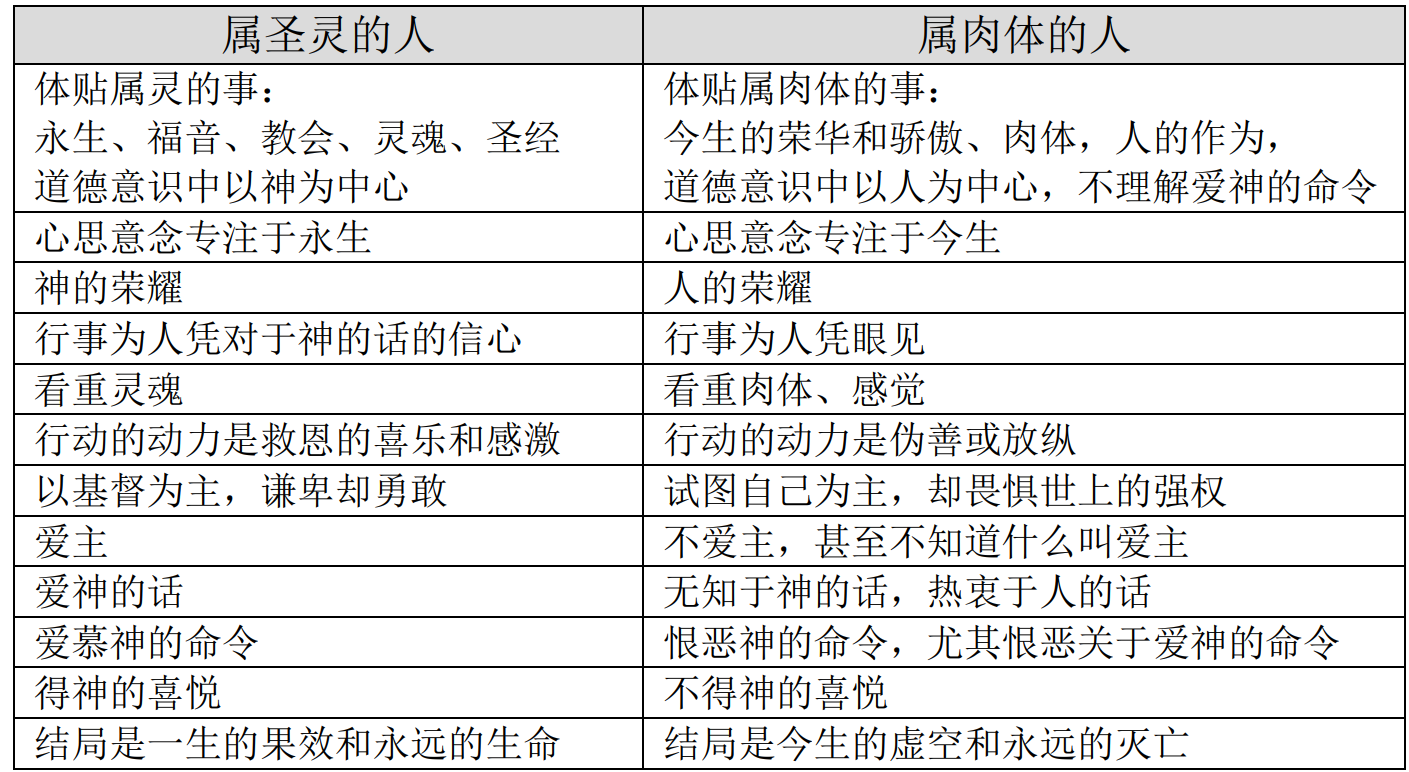 属圣灵的人
属肉体的人
体贴属灵的事：
永生、福音、教会、灵魂、圣经
道德意识中以神为中心
体贴属肉体的事：
今生的荣华和骄傲、肉体，人的作为，
道德意识中以人为中心，不理解爱神的命令
心思意念专注于永生
心思意念专注于今生
神的荣耀
人的荣耀
行事为人凭对于神的话的信心
行事为人凭眼见
看重灵魂
看重肉体、感觉
行动的动力是救恩的喜乐和感激
行动的动力是伪善或放纵
以基督为主，谦卑却勇敢
试图自己为主，却畏惧世上的强权
爱主
不爱主，甚至不知道什么叫爱主
爱神的话
无知于神的话，热衷于人的话
爱慕神的命令
恨恶神的命令，尤其恨恶关于爱神的命令
得神的喜悦
不得神的喜悦
结局是一生的果效和永远的生命
结局是今生的虚空和永远的灭亡